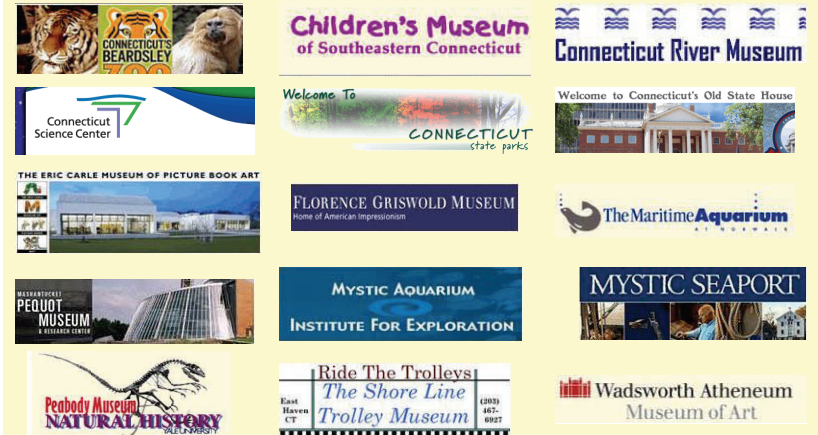 CONNECTICUT'S
BEARDSLEY
ZOO
Children's Museum
of Southeastern Connecticut
Connecticut River Museum
Connecticut
Science Center
Welcome To
CONNECTICUT
state parks
Welcome to Connecticut's Old State House
THE ERIC CARLE MUSEUM OF PICTURE BOOK ART
FLORENCE GRISWOLD MUSEUM
Home of American Impressionism
The Maritime Aquarium
AT NORWALK
MASHANTUCKET
PEQUOT
MUSEUM
& RESEARCH CENTER
MYSTIC AQUARIUM
INSTITUTE FOR EXPLORATION
MYSTIC SEAPORT
Peabody Museum
NATURAL HISTORY
YALE UNIVERSITY
Ride The Trolleys
The Shore Line
Trolley Museum
East
Haven
CT
(203)
467-
6927
Wadsworth Atheneum
Museum of Art